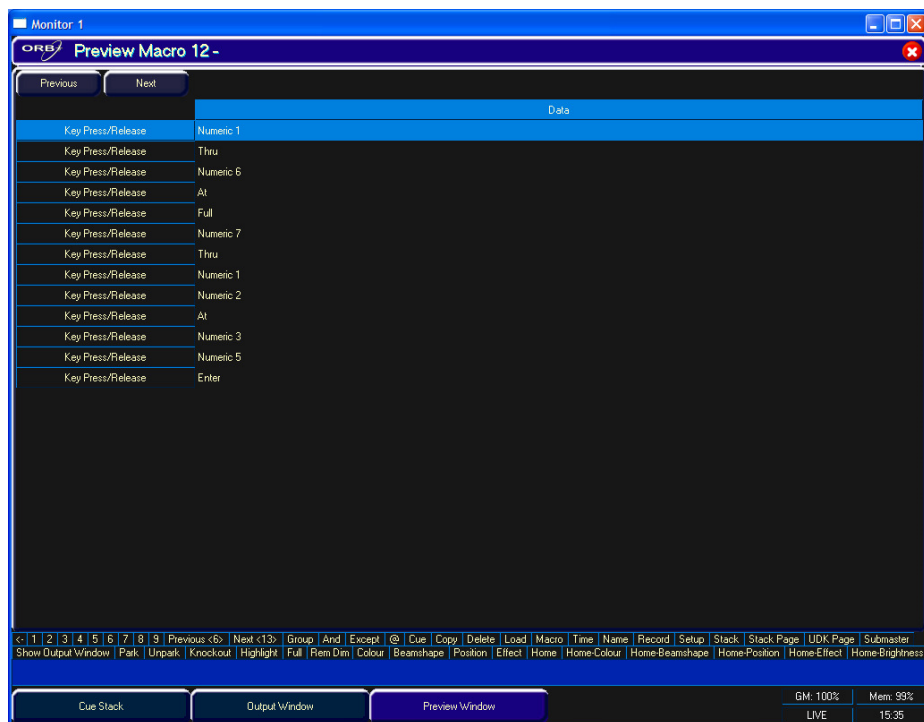 Monitor 1
ORB Preview Macro 12 -
Previous Next
Data
Key Press/Release Numeric 1
Key Press/Release Thru
Key Press/Release Numeric 6
Key Press/Release At
Key Press/Release Full
Key Press/Release Numeric 7
Key Press/Release Thru
Key Press/Release Numeric 1
Key Press/Release Numeric 2
Key Press/Release At
Key Press/Release Numeric 3
Key Press/Release Numeric 5
Key Press/Release Enter
<- 1 2 3 4 5 6 7 8 9 Previous <6> Next <13> Group And Except @ Cue Copy Delete Load Macro Time Name Record Setup Stack Stack Page UDK Page Submaster
Show Output Window Park Unpark Knockout Highlight Full Rem Dim Colour Beamshape Position Effect Home Home-Colour Home-Beamshape Home-Position Home-Effect Home-Brightness
Cue Stack Output Window Preview Window GM: 100% Mem: 99%
LIVE 15:35